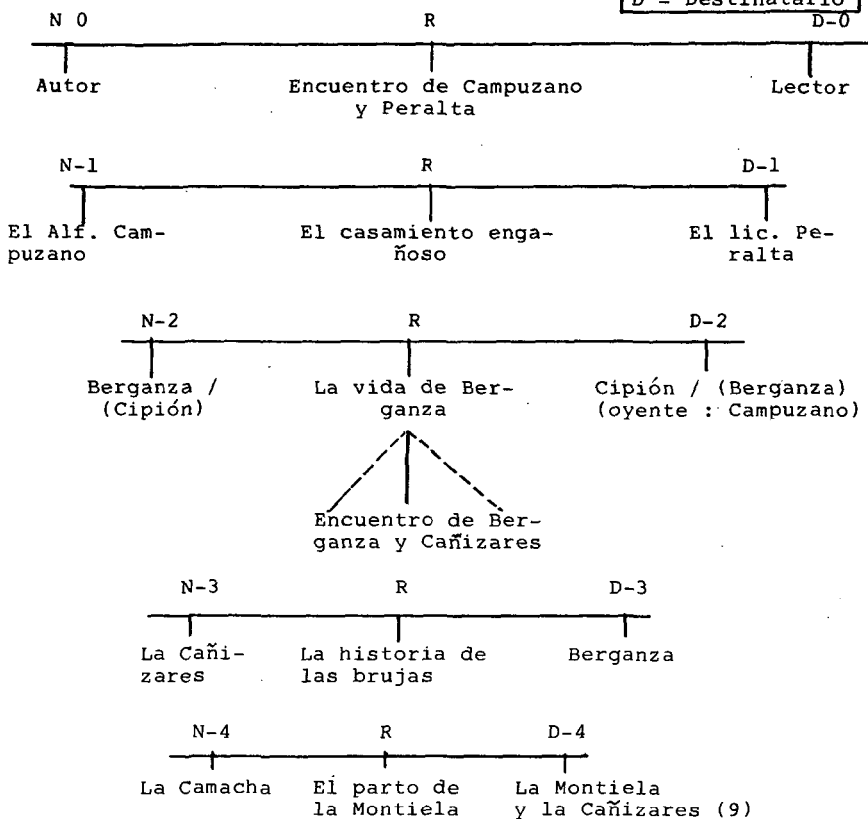 D = Destinatario
N 0 R D-0
Autor Encuentro de Campuzano Lector
y Peralta
N-1 R D-1
El Alf. Cam- El casamiento enga- El lic. Pe-
puzano ñoso ralta
N-2 R D-2
Berganza / La vida de Ber- Cipión / (Berganza)
(Cipión) ganza (oyente : Campuzano)
Encuentro de Ber-
ganza y Cañizares
N-3 R D-3
La Cañi- La historia de Berganza
zares las brujas
N-4 R D-4
La Camacha El parto de La Montiela
la Montiela y la Cañizares (9)